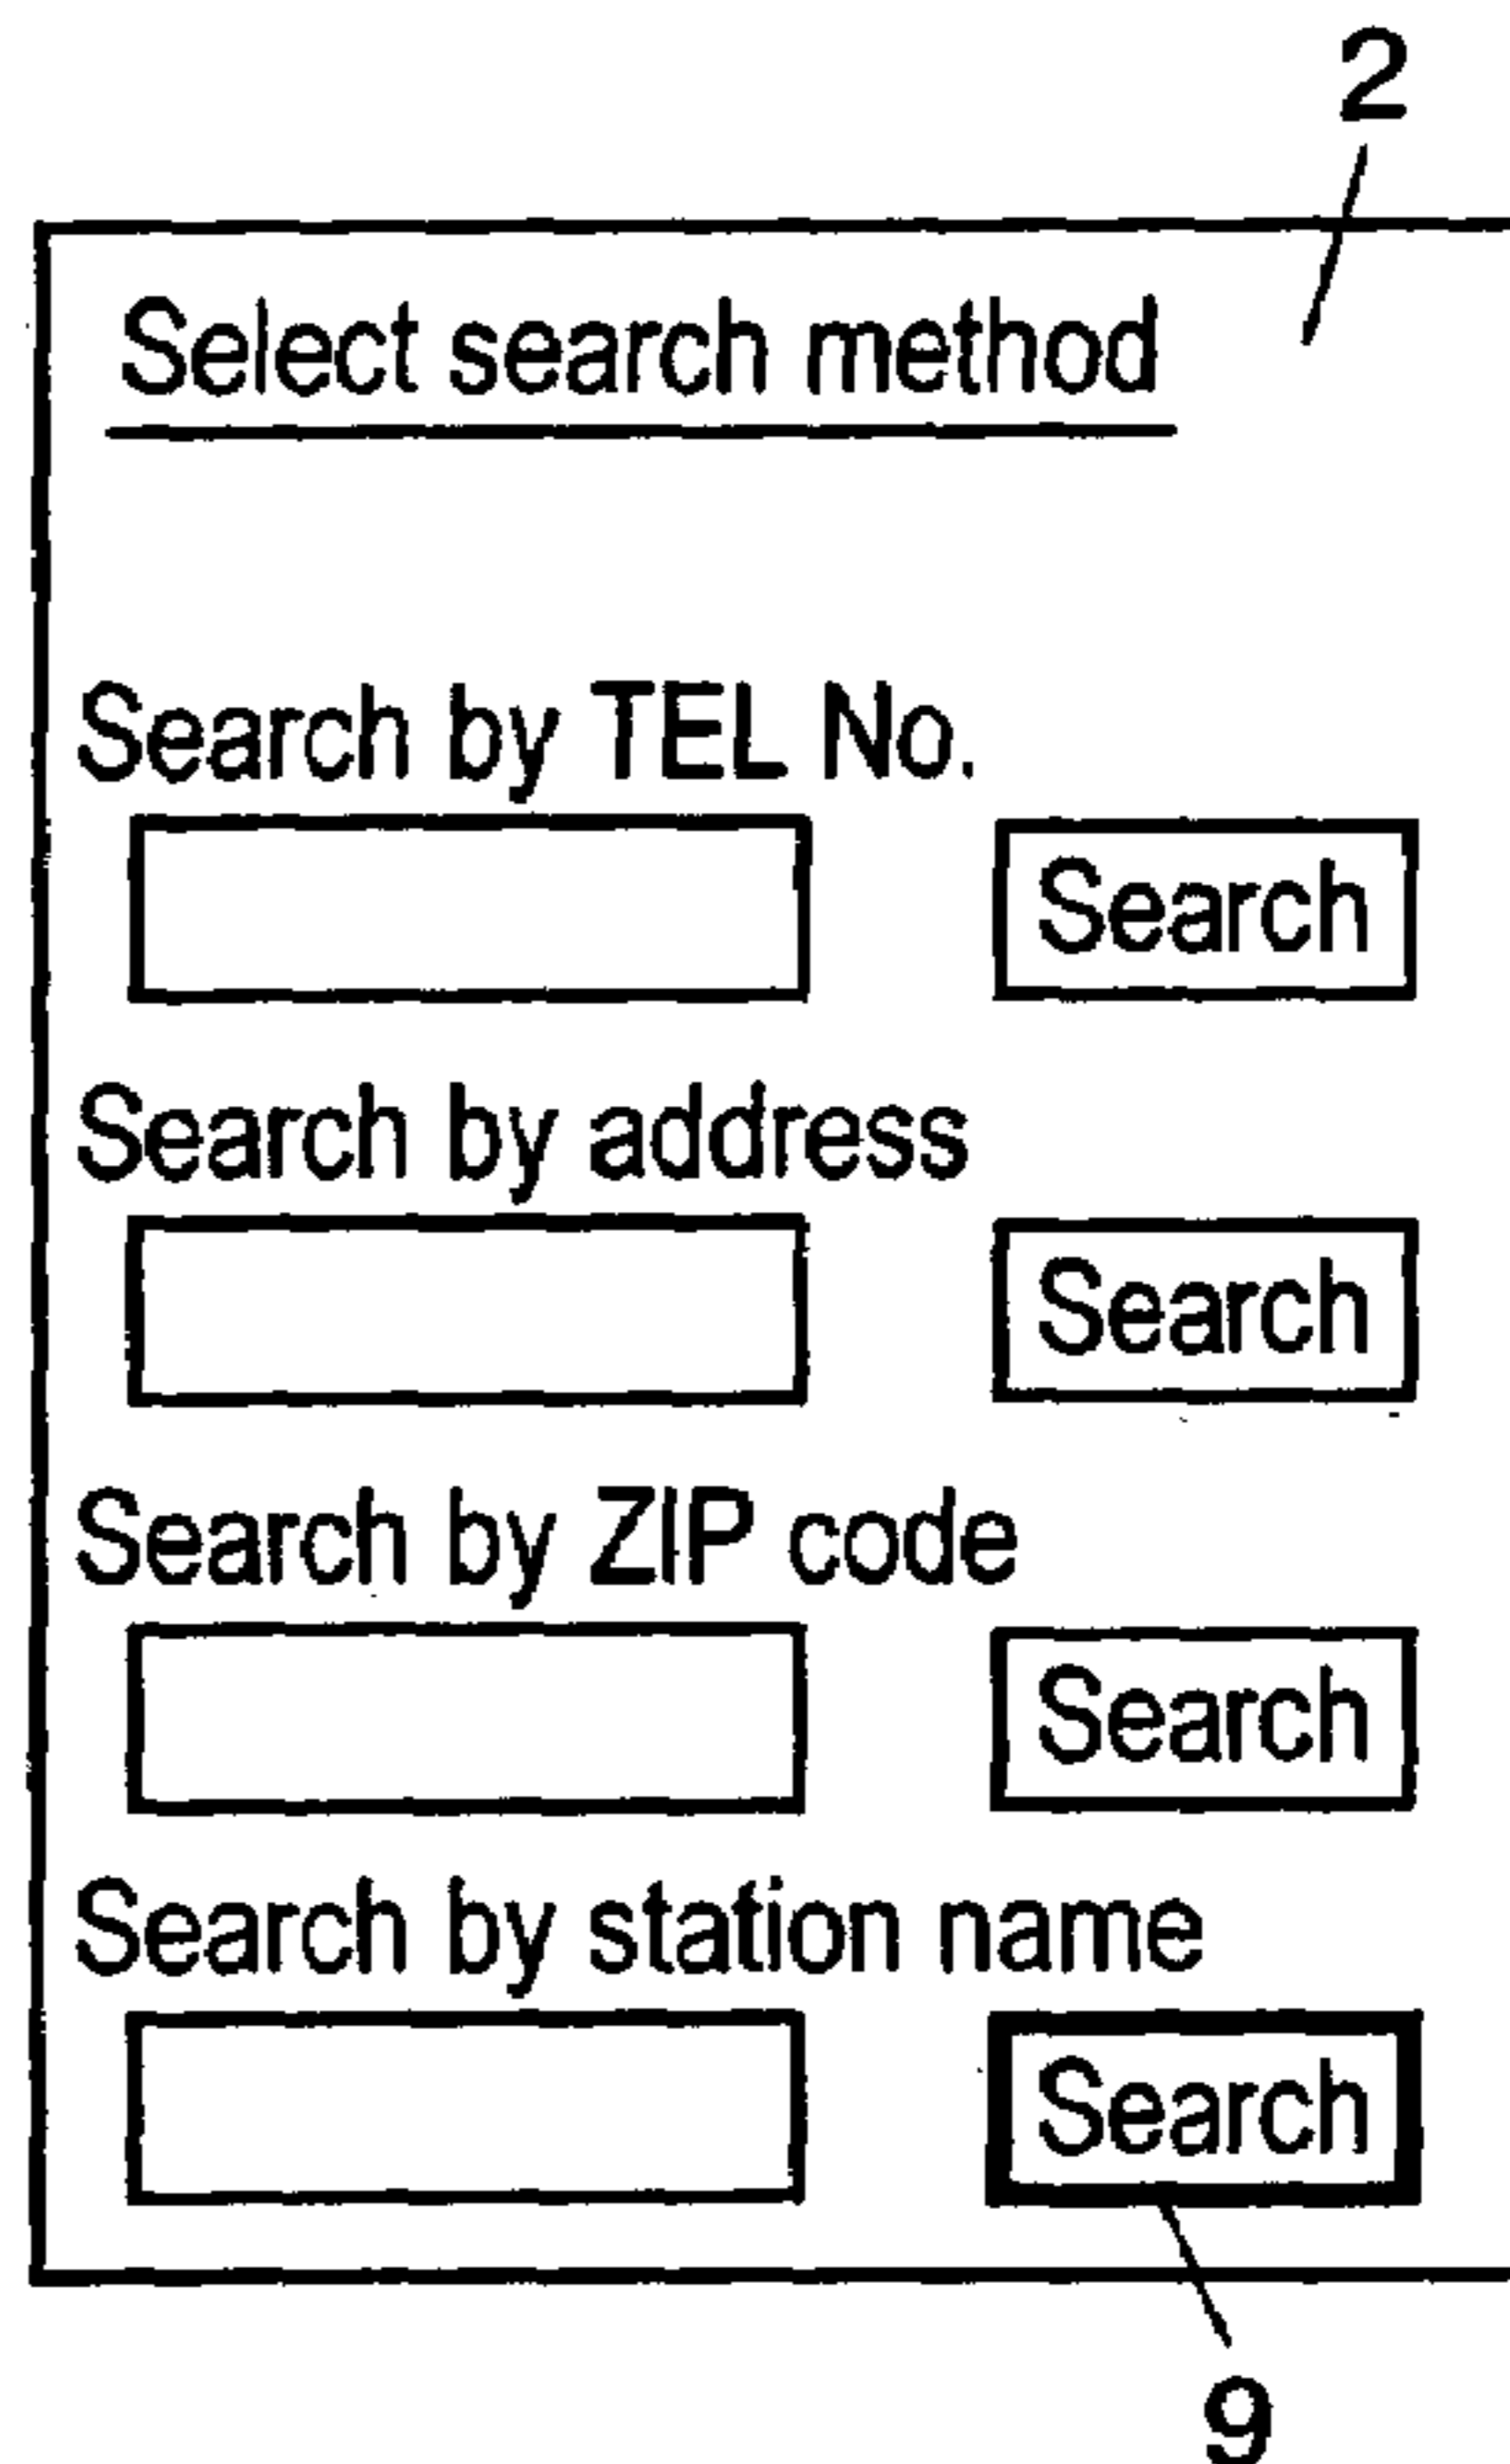 2
Select search method
Search by TEL No.
Search
Search by address
Search
Search by ZIP code
Search
Search by station name
Search
9